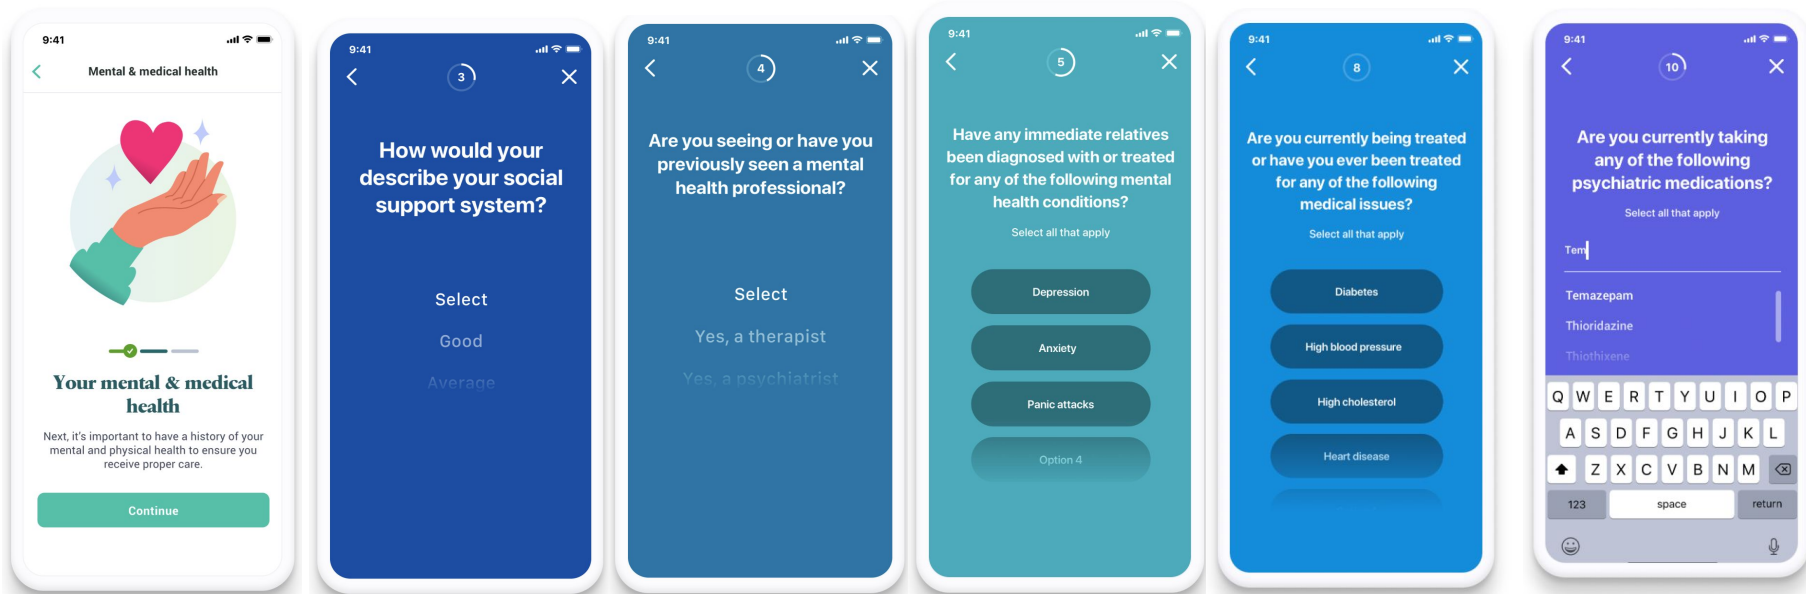 9:41
Mental & medical health
Your mental & medical
health
Next, it's important to have a history of your
mental and physical health to ensure you
receive proper care.
Continue
9:41
3
How would your
describe your social
support system?
Select
Good
Average
9:41
4
Are you seeing or have you
previously seen a mental
health professional?
Select
Yes, a therapist
Yes, a psychiatrist
9:41
5
Have any immediate relatives
been diagnosed with or treated
for any of the following mental
health conditions?
Select all that apply
Depression
Anxiety
Panic attacks
Option 4
9:41
8
Are you currently being treated
or have you ever been treated
for any of the following
medical issues?
Select all that apply
Diabetes
High blood pressure
High cholesterol
Heart disease
9:41
10
Are you currently taking
any of the following
psychiatric medications?
Select all that apply
Tem
Temazepam
Thioridazine
Thiothixene
Q W E R T Y U I O P
A S D F G H J K L
Z X C V B N M
123 space return